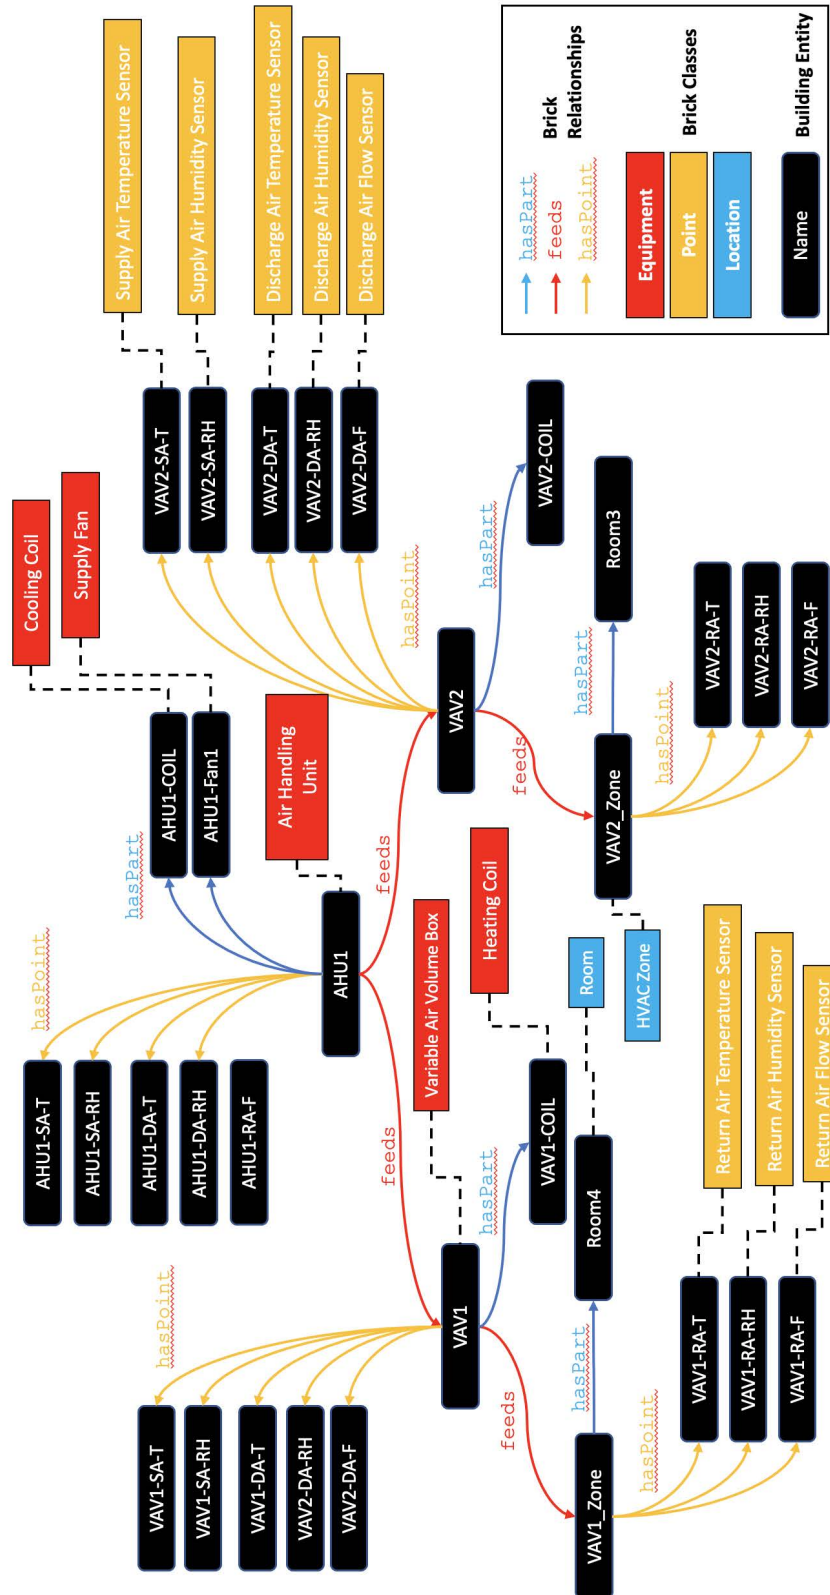 hasPoint
AHU1-SA-T
AHU1-SA-RH
AHU1-DA-T
AHU1-DA-RH
AHU1-RA-F
hasPart
AHU1-COIL
AHU1-Fan1
Cooling Coil
Supply Fan
AHU1
Air Handling
Unit
feeds
feeds
hasPoint
VAV1-SA-T
VAV1-SA-RH
VAV1-DA-T
VAV2-DA-RH
VAV2-DA-F
VAV1
Variable Air Volume Box
hasPart
VAV1-COIL
Heating Coil
feeds
VAV1_Zone
hasPart
Room4
Room
HVAC Zone
hasPoint
VAV1-RA-T
VAV1-RA-RH
VAV1-RA-F
Return Air Temperature Sensor
Return Air Humidity Sensor
Return Air Flow Sensor
VAV2-SA-T
VAV2-SA-RH
VAV2-DA-T
VAV2-DA-RH
VAV2-DA-F
Supply Air Temperature Sensor
Supply Air Humidity Sensor
Discharge Air Temperature Sensor
Discharge Air Humidity Sensor
Discharge Air Flow Sensor
hasPoint
VAV2
hasPart
VAV2-COIL
feeds
VAV2_Zone
hasPart
Room3
hasPoint
VAV2-RA-T
VAV2-RA-RH
VAV2-RA-F
hasPart
feeds
hasPoint
Brick
Relationships
Equipment
Point
Location
Brick Classes
Name
Building Entity